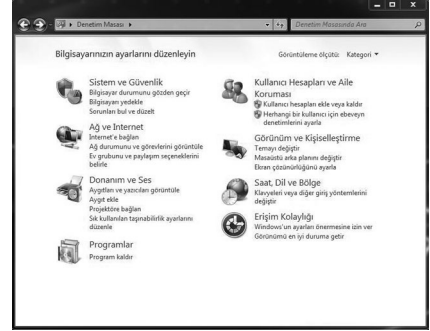 Denetim Masası
Denetim Masasında Ara
Bilgisayarınızın ayarlarını düzenleyin
Görüntüleme ölçütü: Kategori
Sistem ve Güvenlik
Bilgisayar durumunu gözden geçir
Bilgisayarı yedekle
Sorunları bul ve düzelt
Ağ ve Internet
Internet'e bağlan
Ağ durumunu ve görevlerini görüntüle
Ev grubunu ve paylaşım seçeneklerini
belirle
Donanım ve Ses
Aygıtları ve yazıcıları görüntüle
Aygıt ekle
Projektöre bağlan
Sık kullanılan taşınabilirlik ayarlarını
düzenle
Programlar
Program kaldır
Kullanıcı Hesapları ve Aile
Koruması
Kullanıcı hesapları ekle veya kaldır
Herhangi bir kullanıcı için ebeveyn
denetimlerini ayarla
Görünüm ve Kişiselleştirme
Temayı değiştir
Masaüstü arka planını değiştir
Ekran çözünürlüğünü ayarla
Saat, Dil ve Bölge
Klavyeleri veya diğer giriş yöntemlerini
değiştir
Erişim Kolaylığı
Windows'un ayarları önermesine izin ver
Görünümü en iyi duruma getir